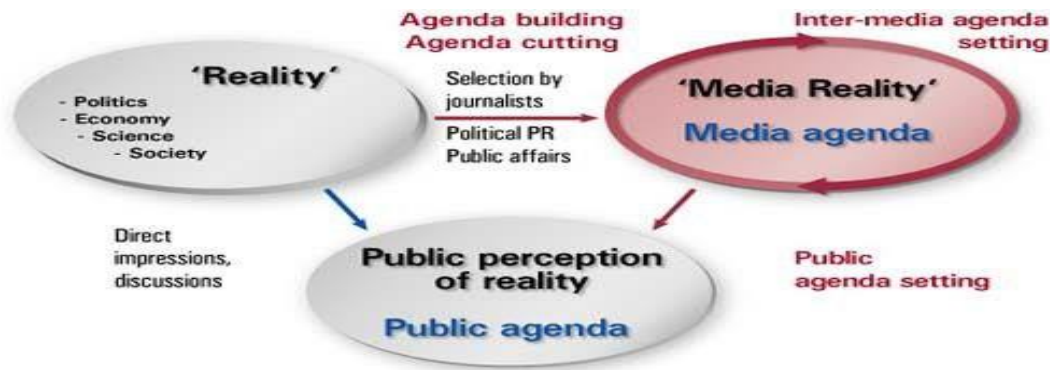 Agenda building
Agenda cutting
Inter-media agenda
setting
'Reality'
- Politics
- Economy
- Science
- Society
Selection by
journalists
Political PR
Public affairs
'Media Reality'
Media agenda
Direct
impressions,
discussions
Public perception
of reality
Public agenda
Public
agenda setting